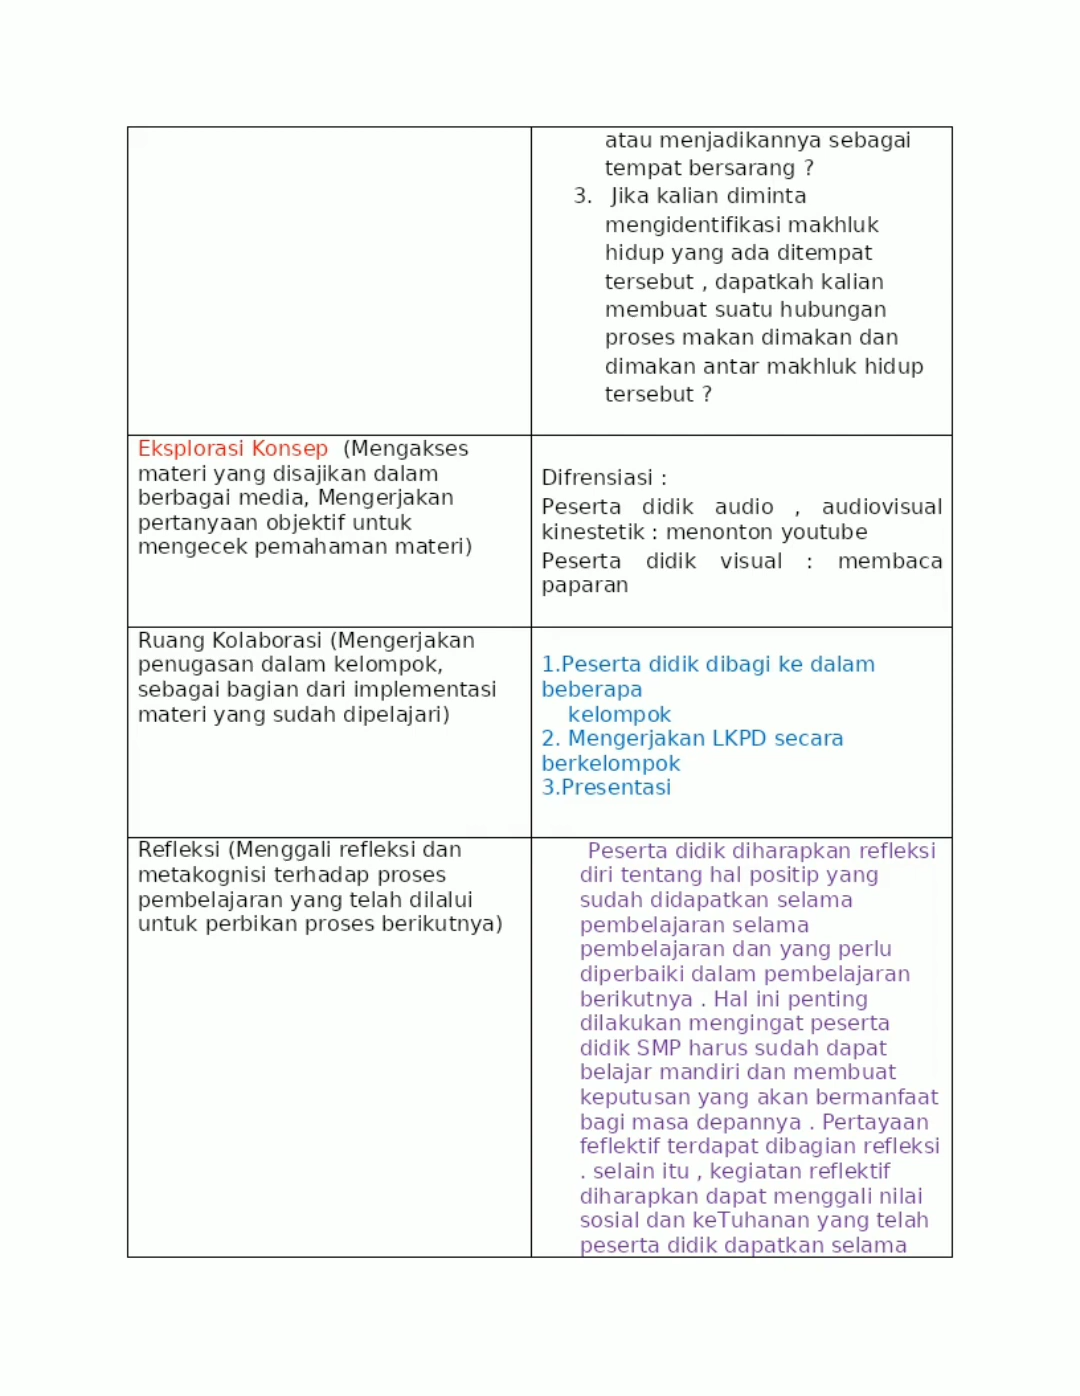 atau menjadikannya sebagai
tempat bersarang ?
3. Jika kalian diminta
mengidentifikasi makhluk
hidup yang ada ditempat
tersebut , dapatkah kalian
membuat suatu hubungan
proses makan dimakan dan
dimakan antar makhluk hidup
tersebut ?
Eksplorasi Konsep (Mengakses
materi yang disajikan dalam
berbagai media, Mengerjakan
pertanyaan objektif untuk
mengecek pemahaman materi)
Difrensiasi :
Peserta didik audio , audiovisual
kinestetik : menonton youtube
Peserta didik visual : membaca
paparan
Ruang Kolaborasi (Mengerjakan
penugasan dalam kelompok,
sebagai bagian dari implementasi
materi yang sudah dipelajari)
1.Peserta didik dibagi ke dalam
beberapa
kelompok
2. Mengerjakan LKPD secara
berkelompok
3.Presentasi
Refleksi (Menggali refleksi dan
metakognisi terhadap proses
pembelajaran yang telah dilalui
untuk perbikan proses berikutnya)
Peserta didik diharapkan refleksi
diri tentang hal positip yang
sudah didapatkan selama
pembelajaran selama
pembelajaran dan yang perlu
diperbaiki dalam pembelajaran
berikutnya . Hal ini penting
dilakukan mengingat peserta
didik SMP harus sudah dapat
belajar mandiri dan membuat
keputusan yang akan bermanfaat
bagi masa depannya . Pertayaan
feflektif terdapat dibagian refleksi
. selain itu , kegiatan reflektif
diharapkan dapat menggali nilai
sosial dan keTuhanan yang telah
peserta didik dapatkan selama